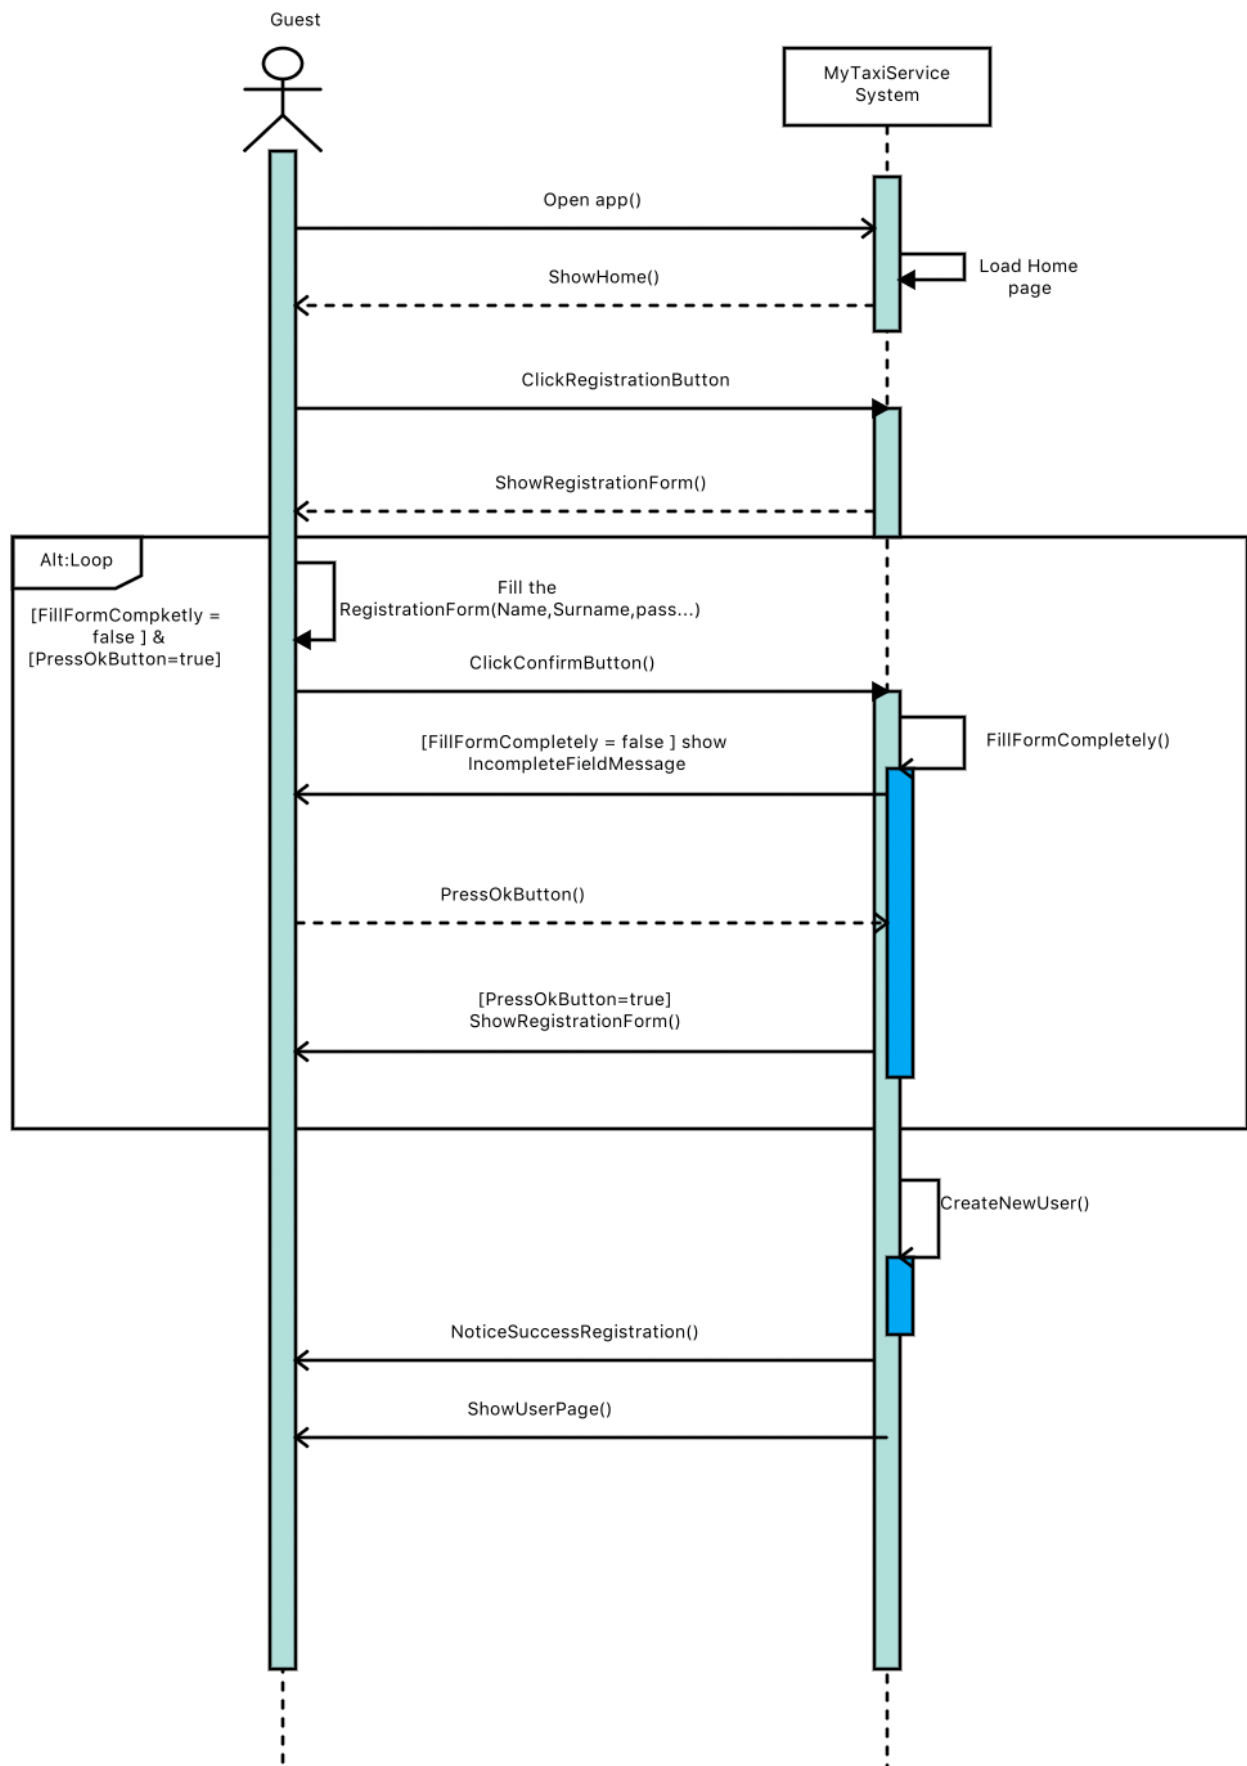 Guest
MyTaxiService
System
Open app()
Load Home
page
ShowHome()
ClickRegistrationButton
ShowRegistrationForm()
Alt:Loop
[FillFormCompketly =
false ] &
[PressOkButton=true]
Fill the
RegistrationForm(Name,Surname,pass...)
ClickConfirmButton()
FillFormCompletely()
[FillFormCompletely = false ] show
IncompleteFieldMessage
PressOkButton()
[PressOkButton=true]
ShowRegistrationForm()
CreateNewUser()
NoticeSuccessRegistration()
ShowUserPage()